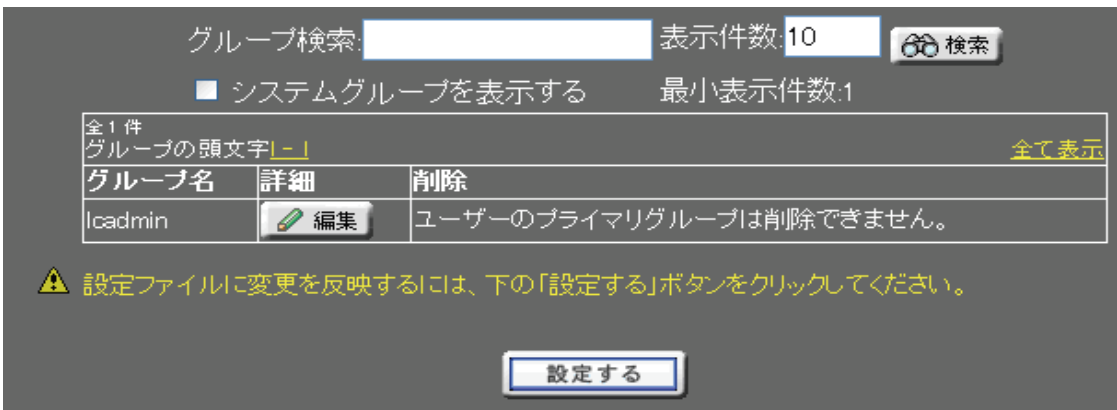 グループ検索: 表示件数:10 検索
システムグループを表示する 最小表示件数:1
全1件
グループの頭文字l - l 全て表示
グループ名 詳細 削除
lcadmin 編集 ユーザーのプライマリグループは削除できません。
設定ファイルに変更を反映するには、下の「設定する」ボタンをクリックしてください。
設定する